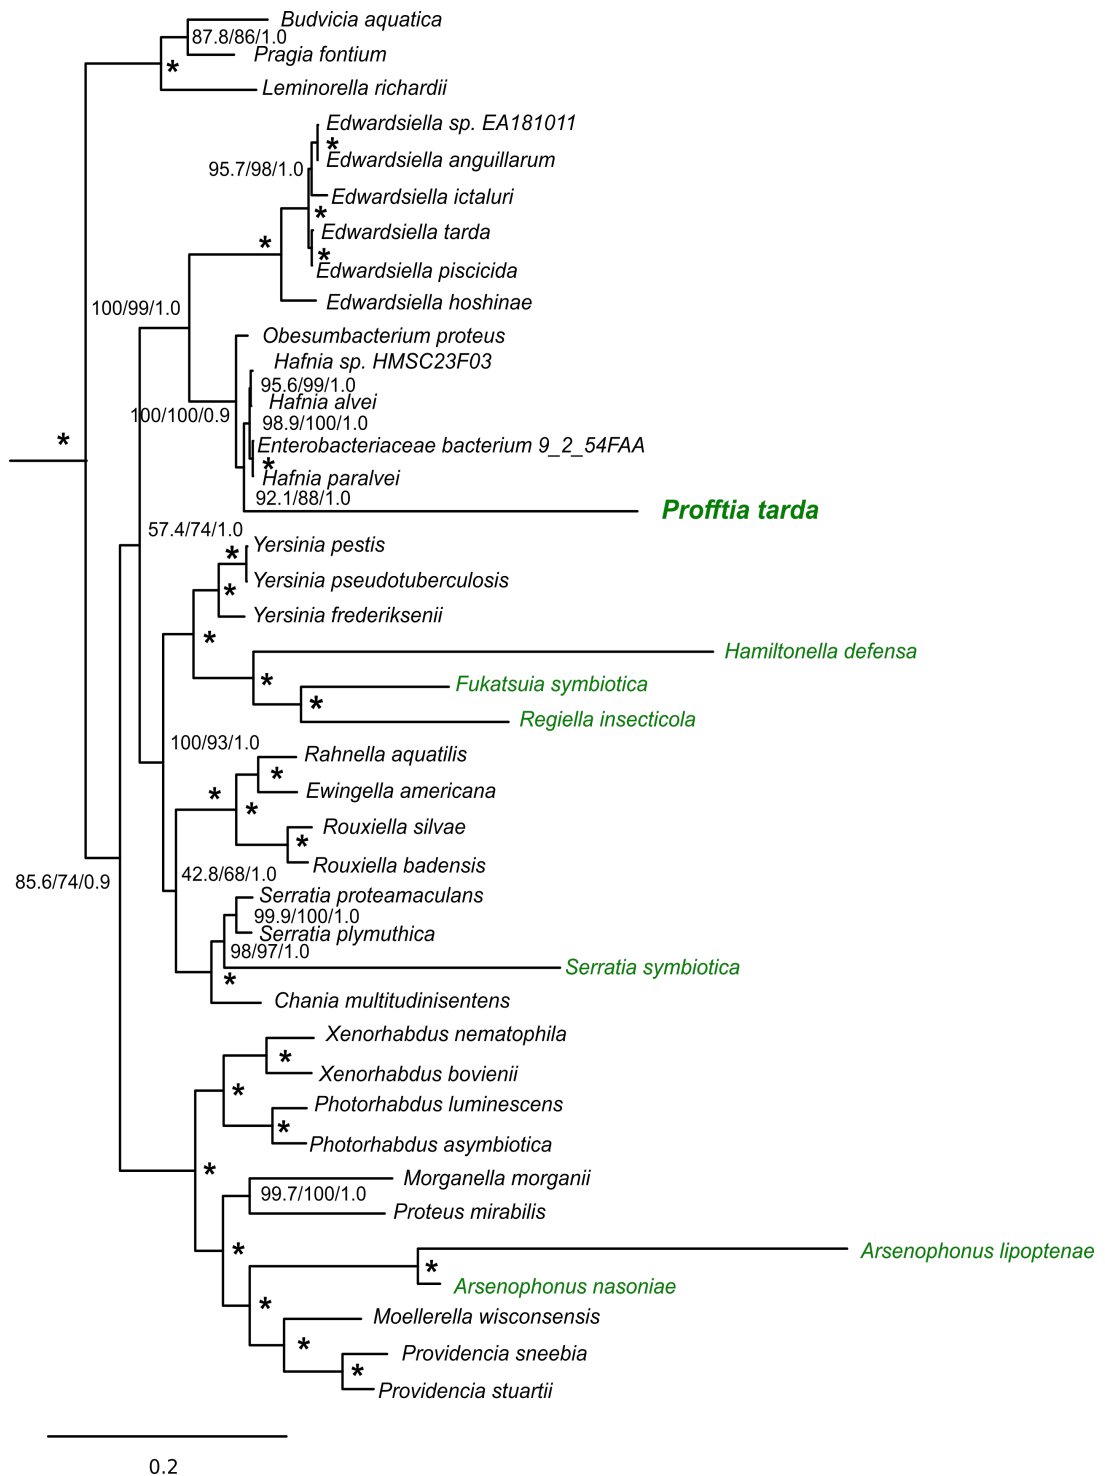 Budvicia aquatica
87.8/86/1.0
Pragia fontium
*
Leminorella richardii
Edwardsiella sp. EA181011
*
Edwardsiella anguillarum
95.7/98/1.0
Edwardsiella ictaluri
*
Edwardsiella tarda
*
*
Edwardsiella piscicida
Edwardsiella hoshinae
100/99/1.0
Obesumbacterium proteus
Hafnia sp. HMSC23F03
95.6/99/1.0
Hafnia alvei
100/100/0.9
98.9/100/1.0
*
Enterobacteriaceae bacterium 9_2_54FAA
*
Hafnia paralvei
92.1/88/1.0
Profftia tarda
57.4/74/1.0
Yersinia pestis
*
Yersinia pseudotuberculosis
*
Yersinia frederiksenii
*
Hamiltonella defensa
*
Fukatsuia symbiotica
*
Regiella insecticola
100/93/1.0
Rahnella aquatilis
*
Ewingella americana
*
*
Rouxiella silvae
*
Rouxiella badensis
42.8/68/1.0
85.6/74/0.9
Serratia proteamaculans
99.9/100/1.0
Serratia plymuthica
98/97/1.0
Serratia symbiotica
*
Chania multitudinisentens
Xenorhabdus nematophila
*
Xenorhabdus bovienii
*
Photorhabdus luminescens
*
Photorhabdus asymbiotica
*
Morganella morganii
99.7/100/1.0
Proteus mirabilis
*
Arsenophonus lipoptenae
*
Arsenophonus nasoniae
*
Moellerella wisconsensis
*
Providencia sneebia
*
Providencia stuartii
0.2